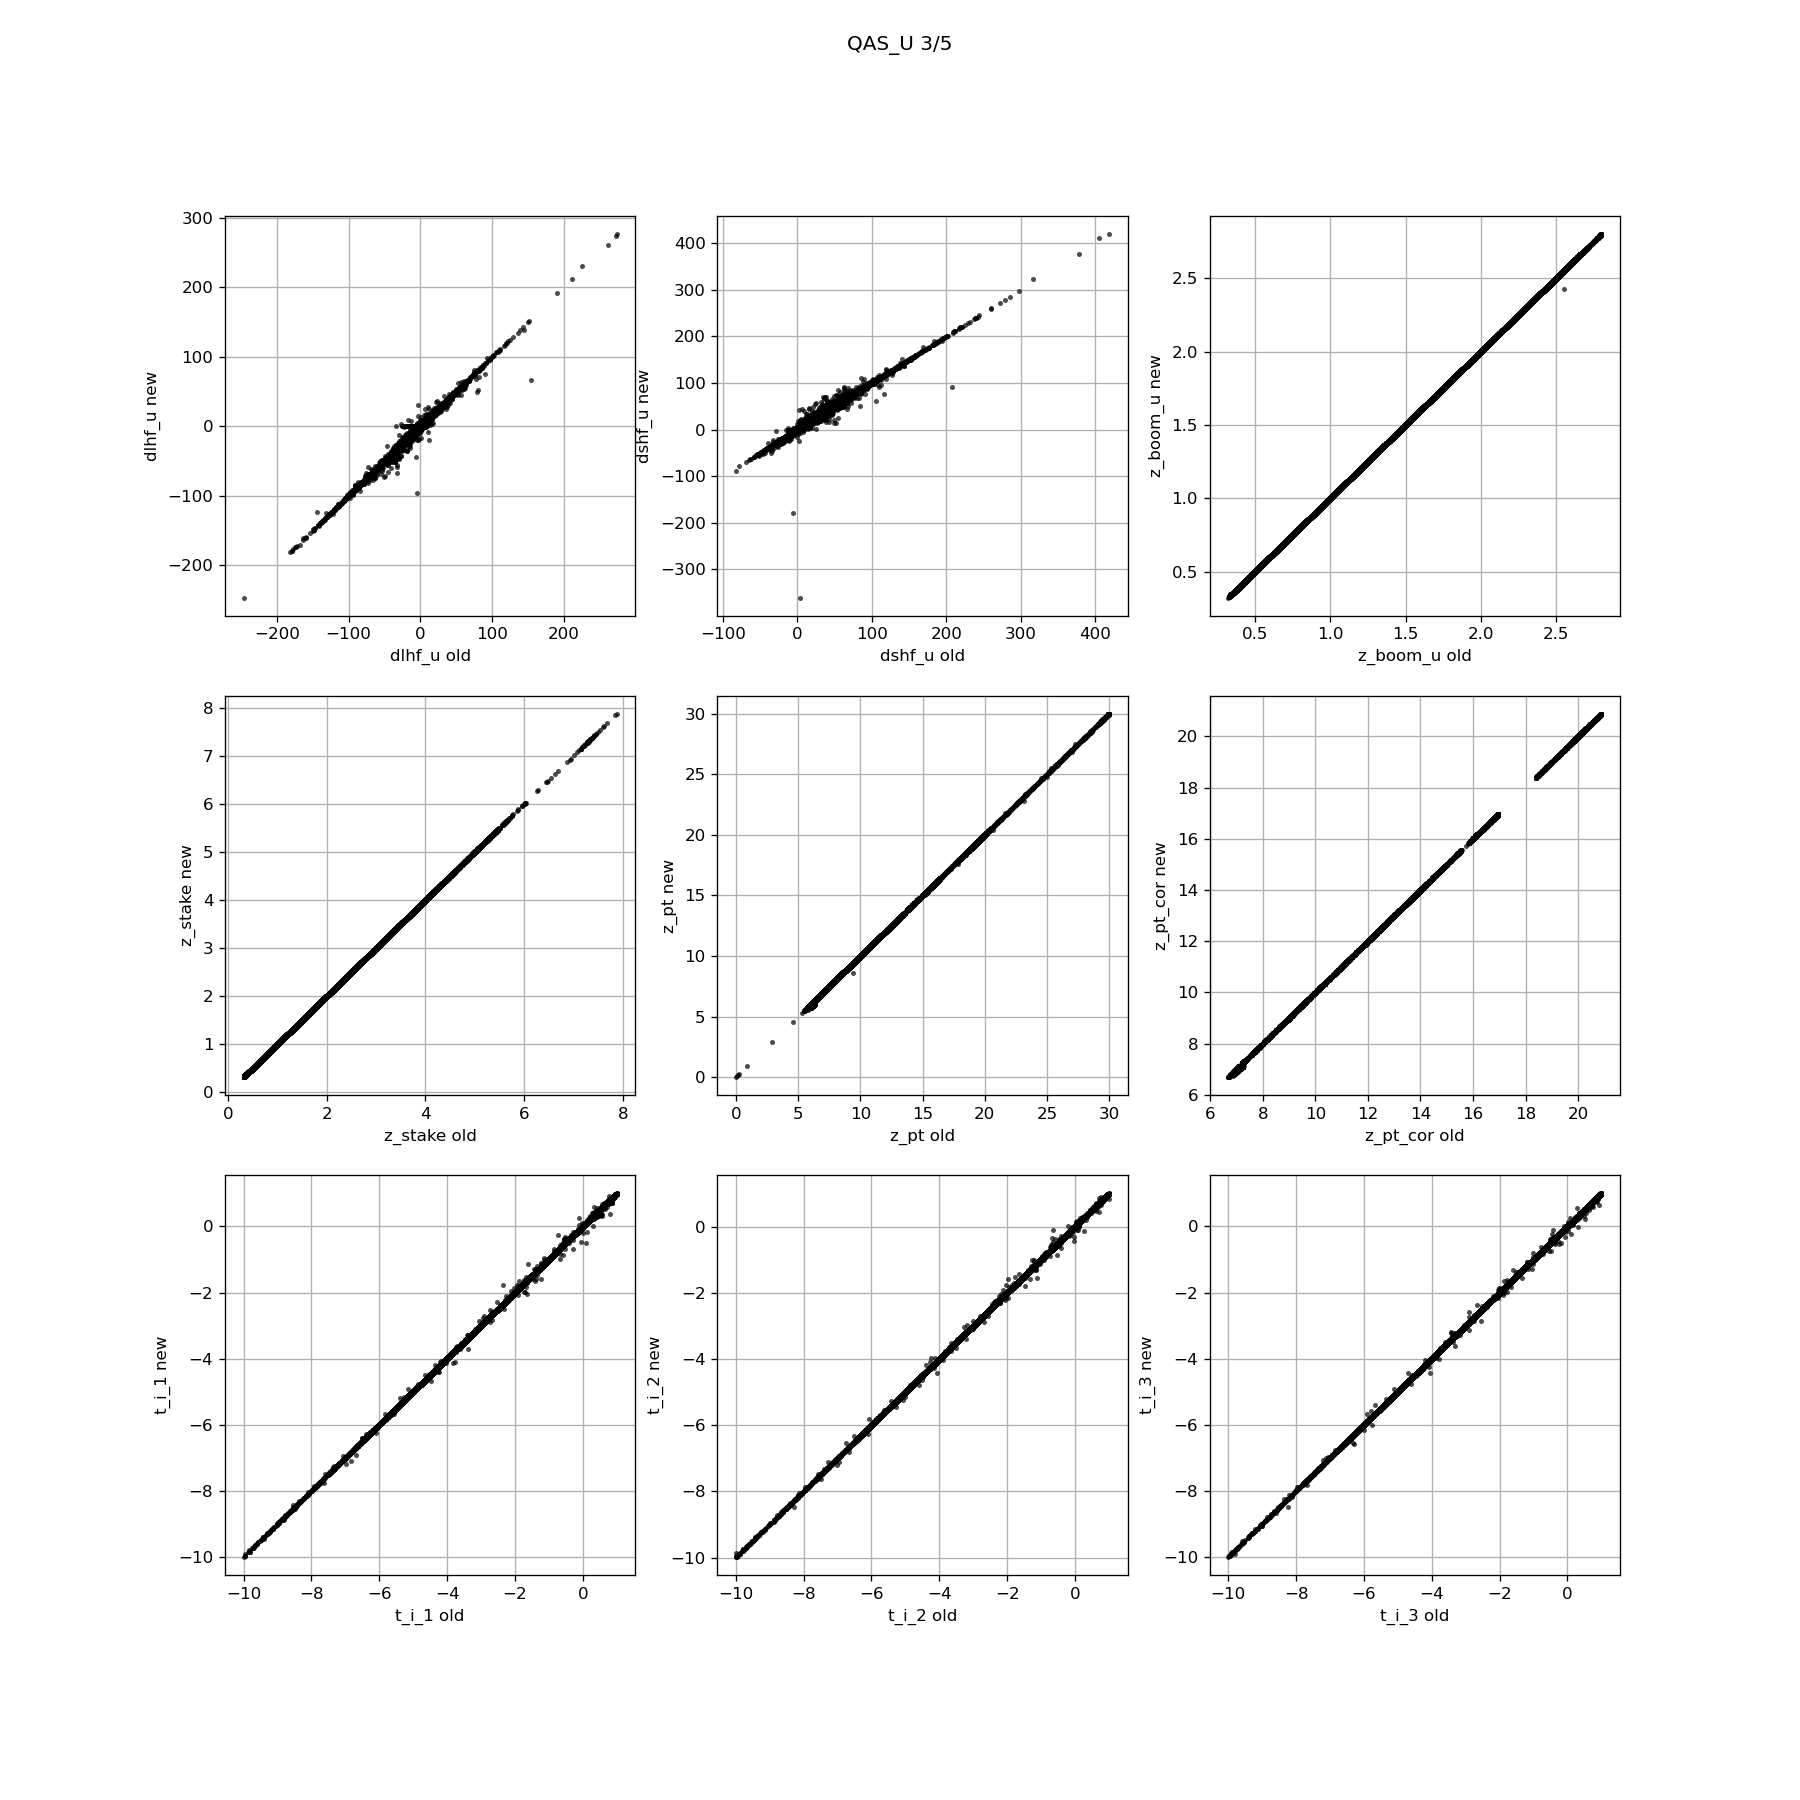 QAS_U 3/5
300
200
100
0
−100
−200
dlhf_u new
−200 −100 0 100 200
dlhf_u old
400
300
200
100
0
−100
−200
−300
dshf_u new
−100 0 100 200 300 400
dshf_u old
2.5
2.0
1.5
1.0
0.5
z_boom_u new
0.5 1.0 1.5 2.0 2.5
z_boom_u old
8
7
6
5
4
3
2
1
0
z_stake new
0 2 4 6 8
z_stake old
30
25
20
15
10
5
0
z_pt new
0 5 10 15 20 25 30
z_pt old
20
18
16
14
12
10
8
6
z_pt_cor new
6 8 10 12 14 16 18 20
z_pt_cor old
0
−2
−4
−6
−8
−10
t_i_1 new
−10 −8 −6 −4 −2 0
t_i_1 old
0
−2
−4
−6
−8
−10
t_i_2 new
−10 −8 −6 −4 −2 0
t_i_2 old
0
−2
−4
−6
−8
−10
t_i_3 new
−10 −8 −6 −4 −2 0
t_i_3 old